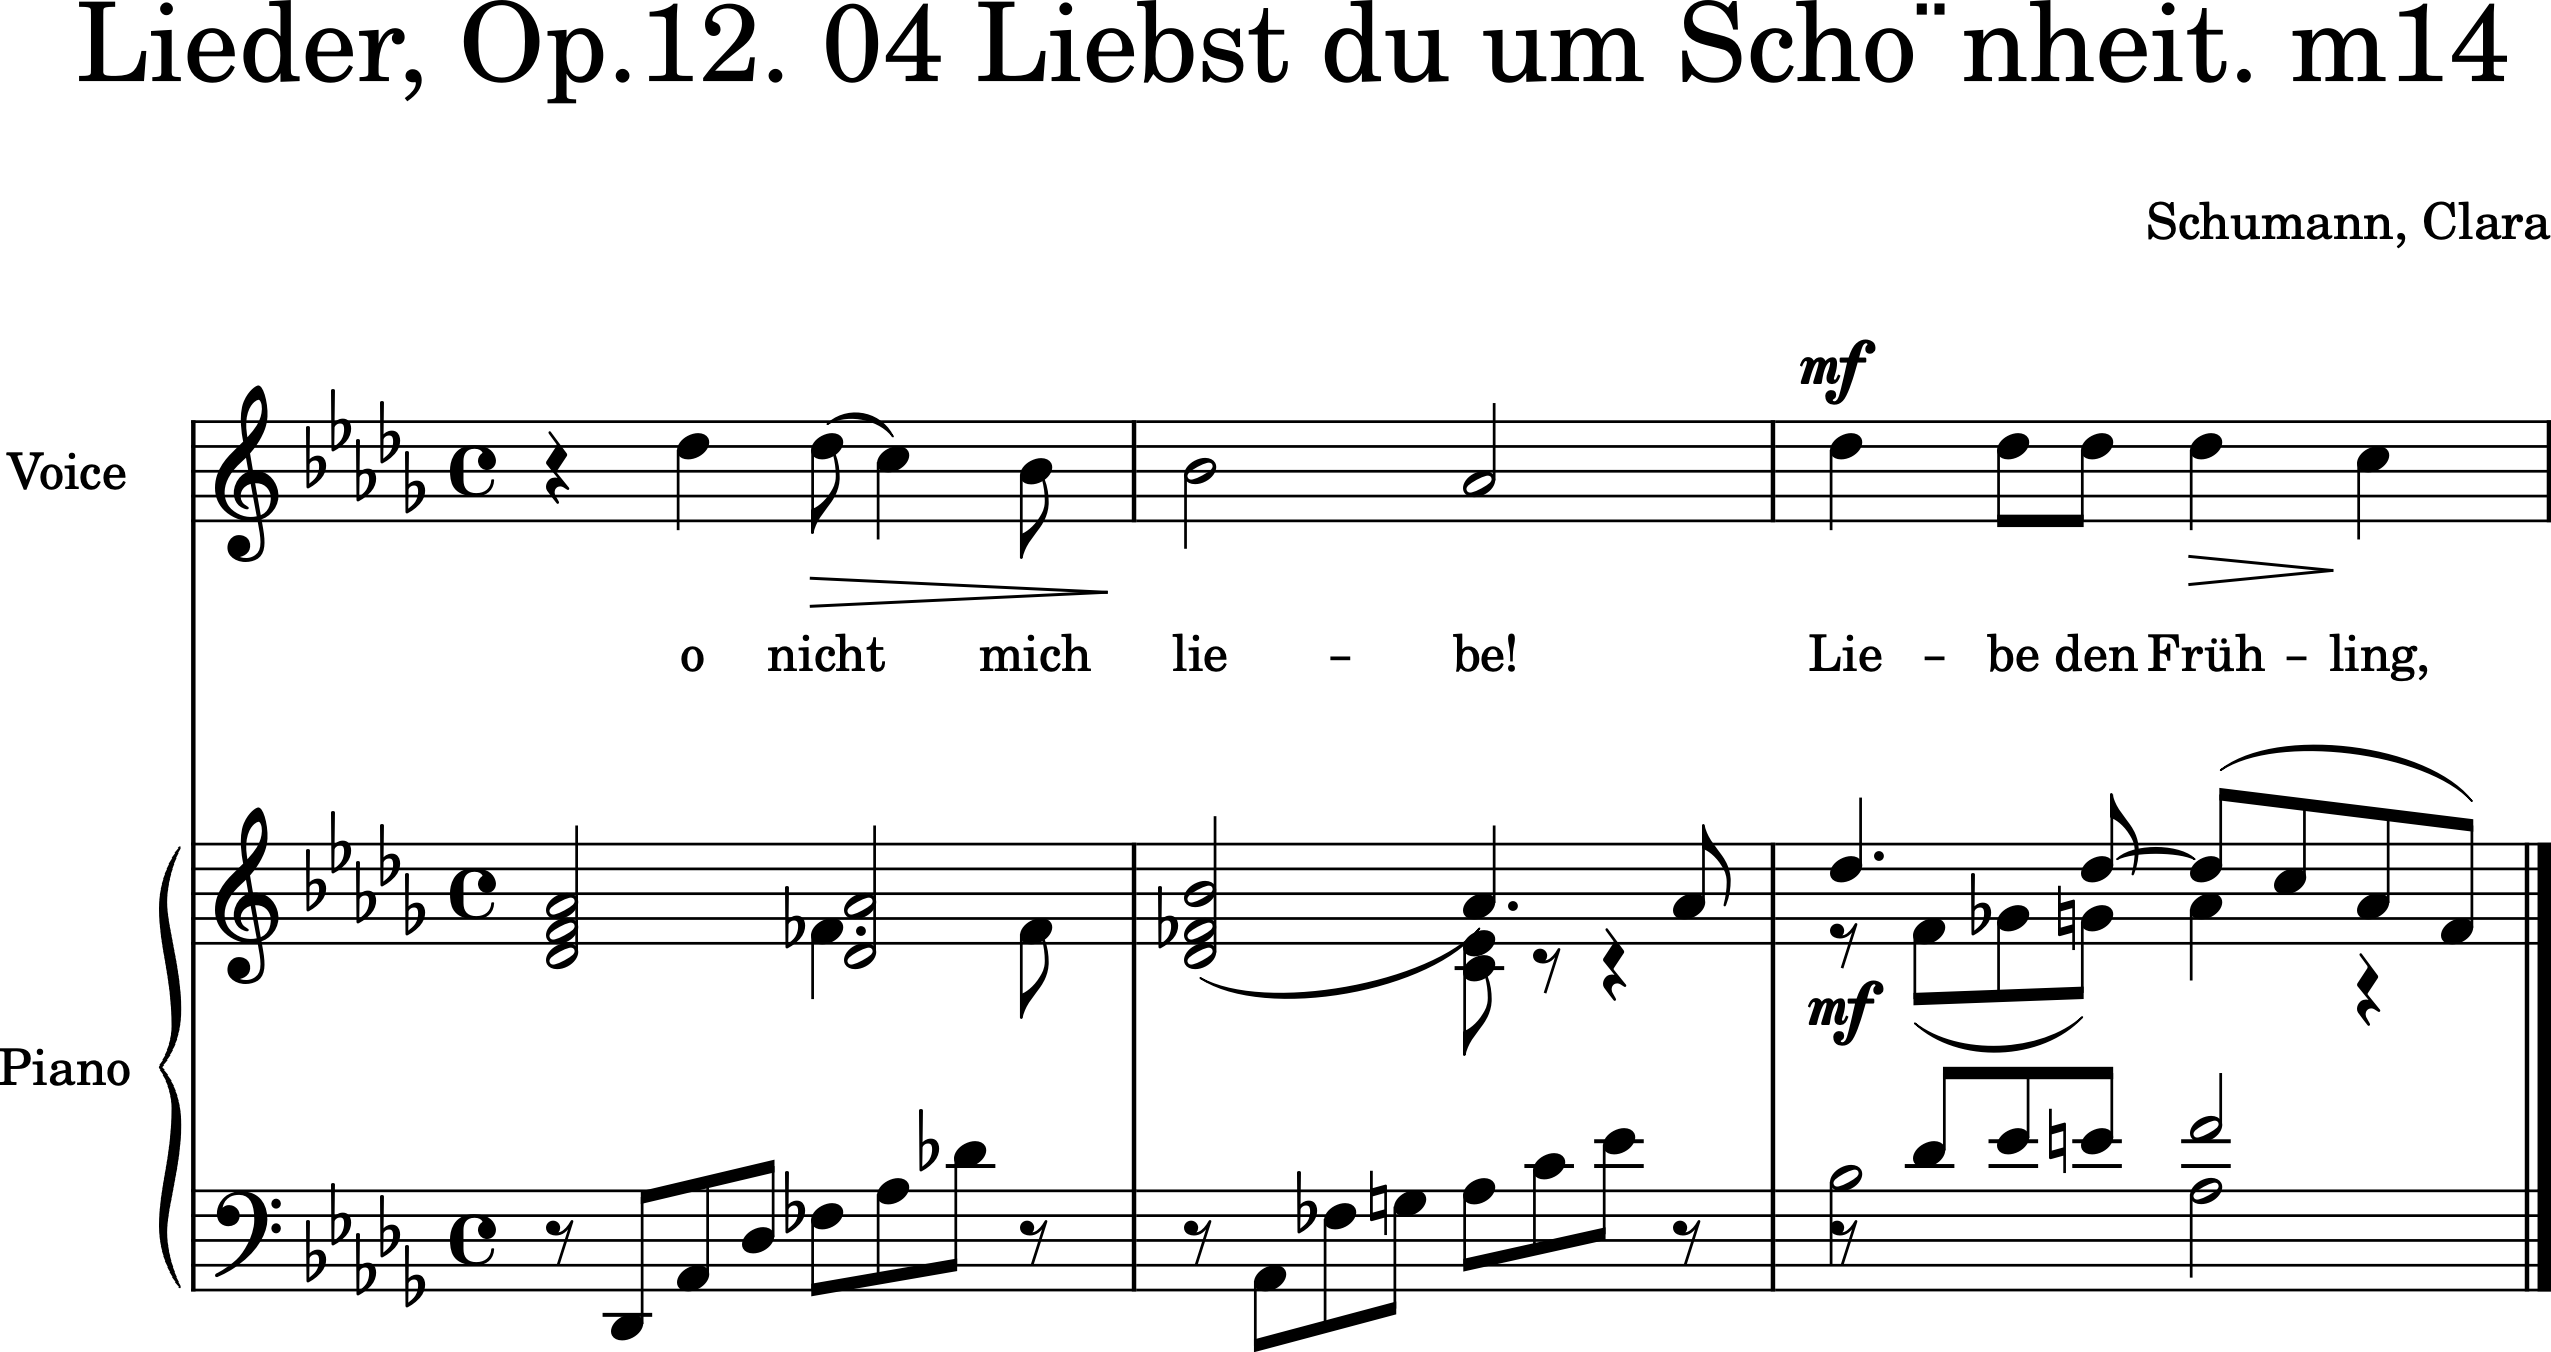 Lieder, Op.12. 04 Liebst du um Scho¨nheit. m14
Schumann, Clara
mf
Voice
o nicht mich lie - be! Lie - be den Früh - ling,
mf
Piano